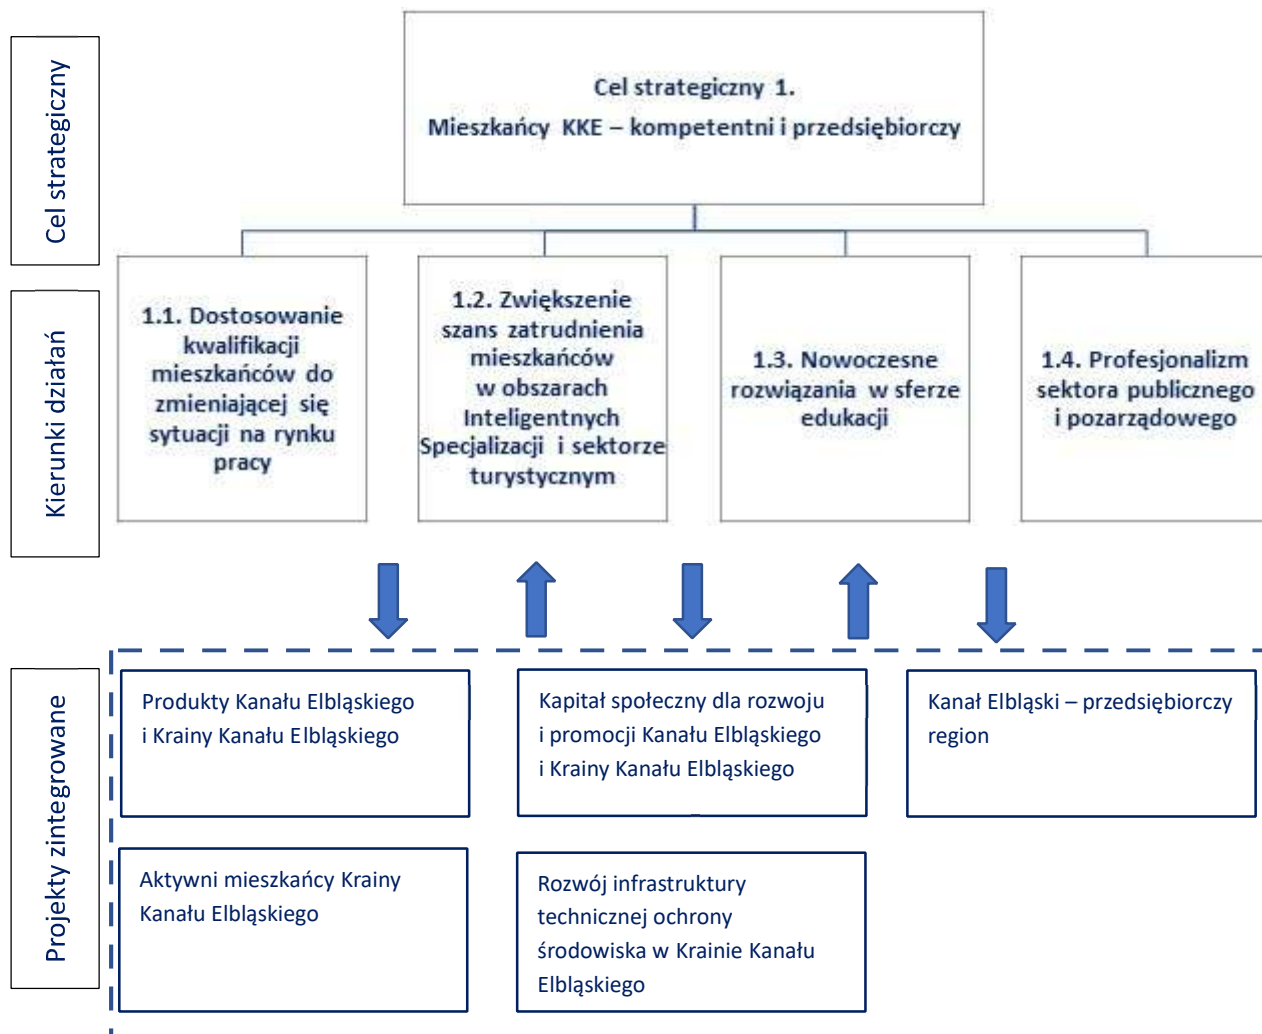 Cel strategiczny
Cel strategiczny 1.
Mieszkańcy KKE – kompetentni i przedsiębiorczy
Kierunki działań
1.1. Dostosowanie
kwalifikacji
mieszkańców do
zmieniającej się
sytuacji na rynku
pracy
1.2. Zwiększenie
szans zatrudnienia
mieszkańców
w obszarach
Inteligentnych
Specjalizacji i sektorze
turystycznym
1.3. Nowoczesne
rozwiązania w sferze
edukacji
1.4. Profesjonalizm
sektora publicznego
i pozarządowego
Projekty zintegrowane
Produkty Kanału Elbląskiego
i Krainy Kanału Elbląskiego
Kapitał społeczny dla rozwoju
i promocji Kanału Elbląskiego
i Krainy Kanału Elbląskiego
Kanał Elbląski – przedsiębiorczy
region
Aktywni mieszkańcy Krainy
Kanału Elbląskiego
Rozwój infrastruktury
technicznej ochrony
środowiska w Krainie Kanału
Elbląskiego